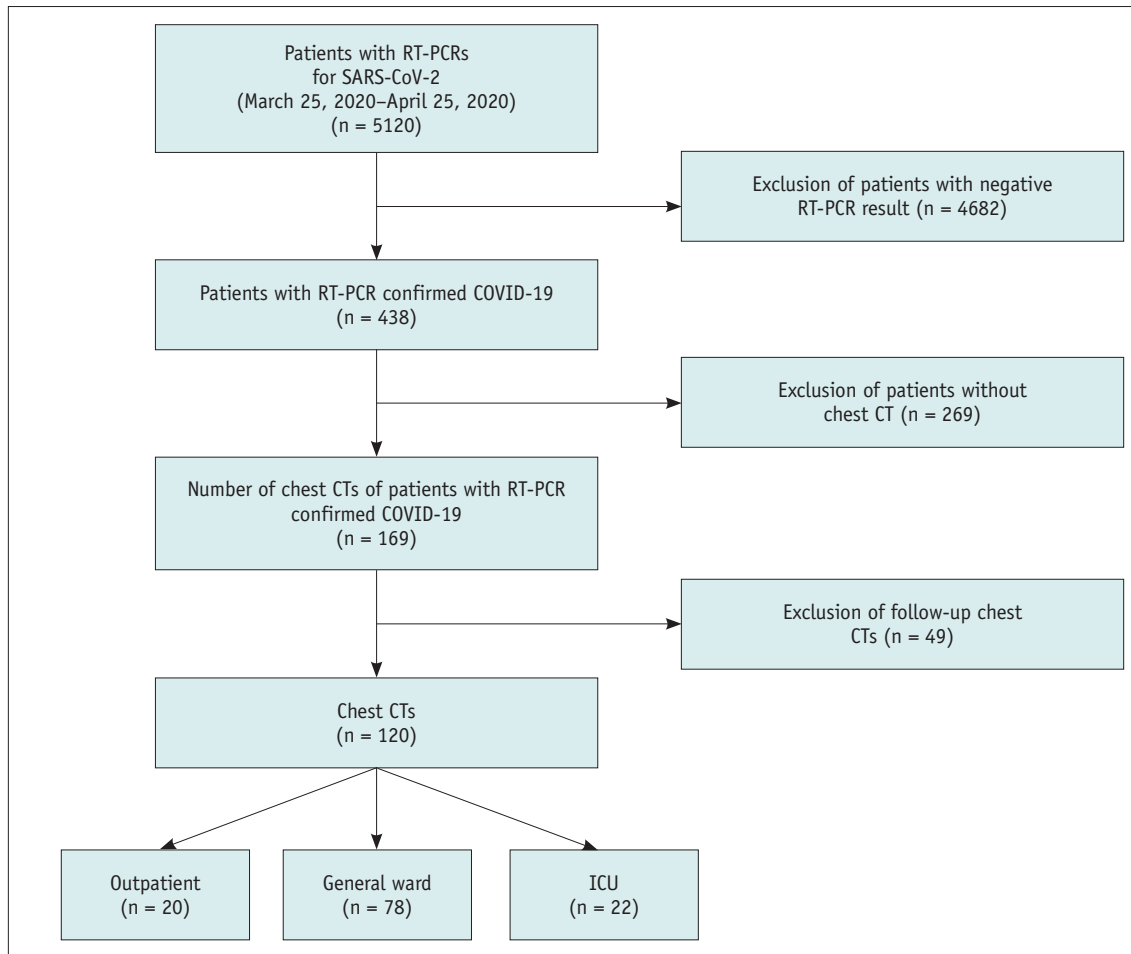 Patients with RT-PCRs
for SARS-CoV-2
(March 25, 2020–April 25, 2020)
(n = 5120)
Exclusion of patients with negative
RT-PCR result (n = 4682)
Patients with RT-PCR confirmed COVID-19
(n = 438)
Exclusion of patients without
chest CT (n = 269)
Number of chest CTs of patients with RT-PCR
confirmed COVID-19
(n = 169)
Exclusion of follow-up chest
CTs (n = 49)
Chest CTs
(n = 120)
Outpatient
(n = 20)
General ward
(n = 78)
ICU
(n = 22)